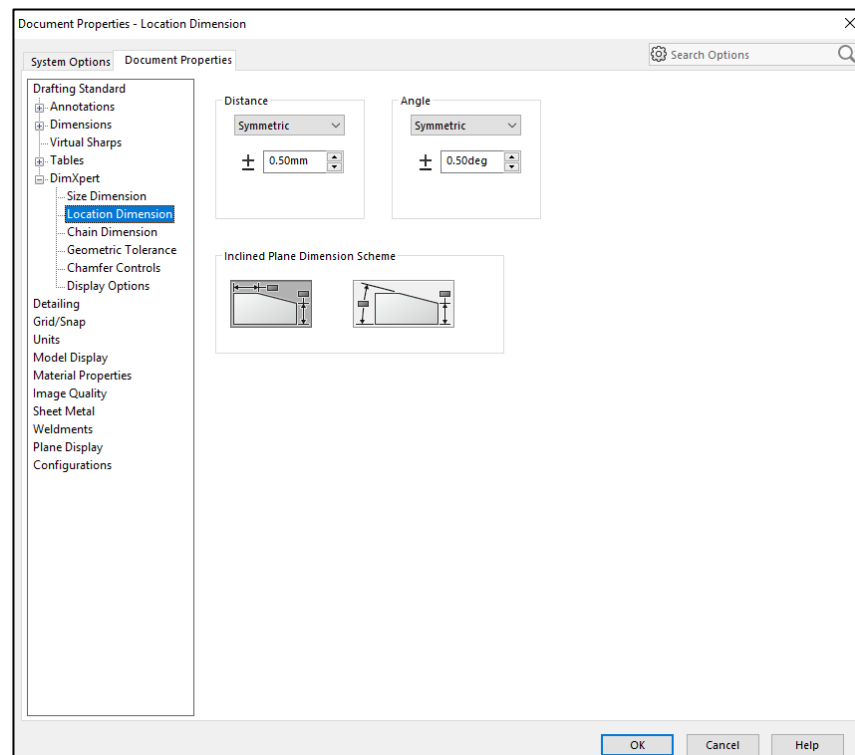 Document Properties - Location Dimension
System Options
Document Properties
Search Options
Drafting Standard
Annotations
Dimensions
Virtual Sharps
Tables
DimXpert
Size Dimension
Location Dimension
Chain Dimension
Geometric Tolerance
Chamfer Controls
Display Options
Detailing
Grid/Snap
Units
Model Display
Material Properties
Image Quality
Sheet Metal
Weldments
Plane Display
Configurations
Distance
Symmetric
± 0.50mm
Angle
Symmetric
± 0.50deg
Inclined Plane Dimension Scheme
OK
Cancel
Help